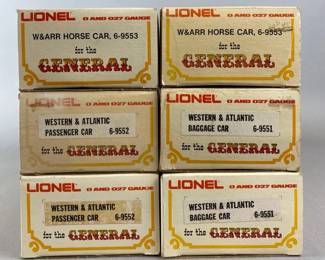 LIONEL O AND O27 GAUGE
W&ARR HORSE CAR, 6-9553
for the
GENERAL
LIONEL O AND O27 GAUGE
W&ARR HORSE CAR, 6-9553
for the
GENERAL
LIONEL O AND O27 GAUGE
WESTERN & ATLANTIC
PASSENGER CAR 6-9552
for the GENERAL
LIONEL O AND O27 GAUGE
WESTERN & ATLANTIC
BAGGAGE CAR 6-9551
for the GENERAL
LIONEL O AND O27 GAUGE
WESTERN & ATLANTIC
PASSENGER CAR 6-9552
for the GENERAL
LIONEL O AND O27 GAUGE
WESTERN & ATLANTIC
BAGGAGE CAR 6-9551
for the GENERAL